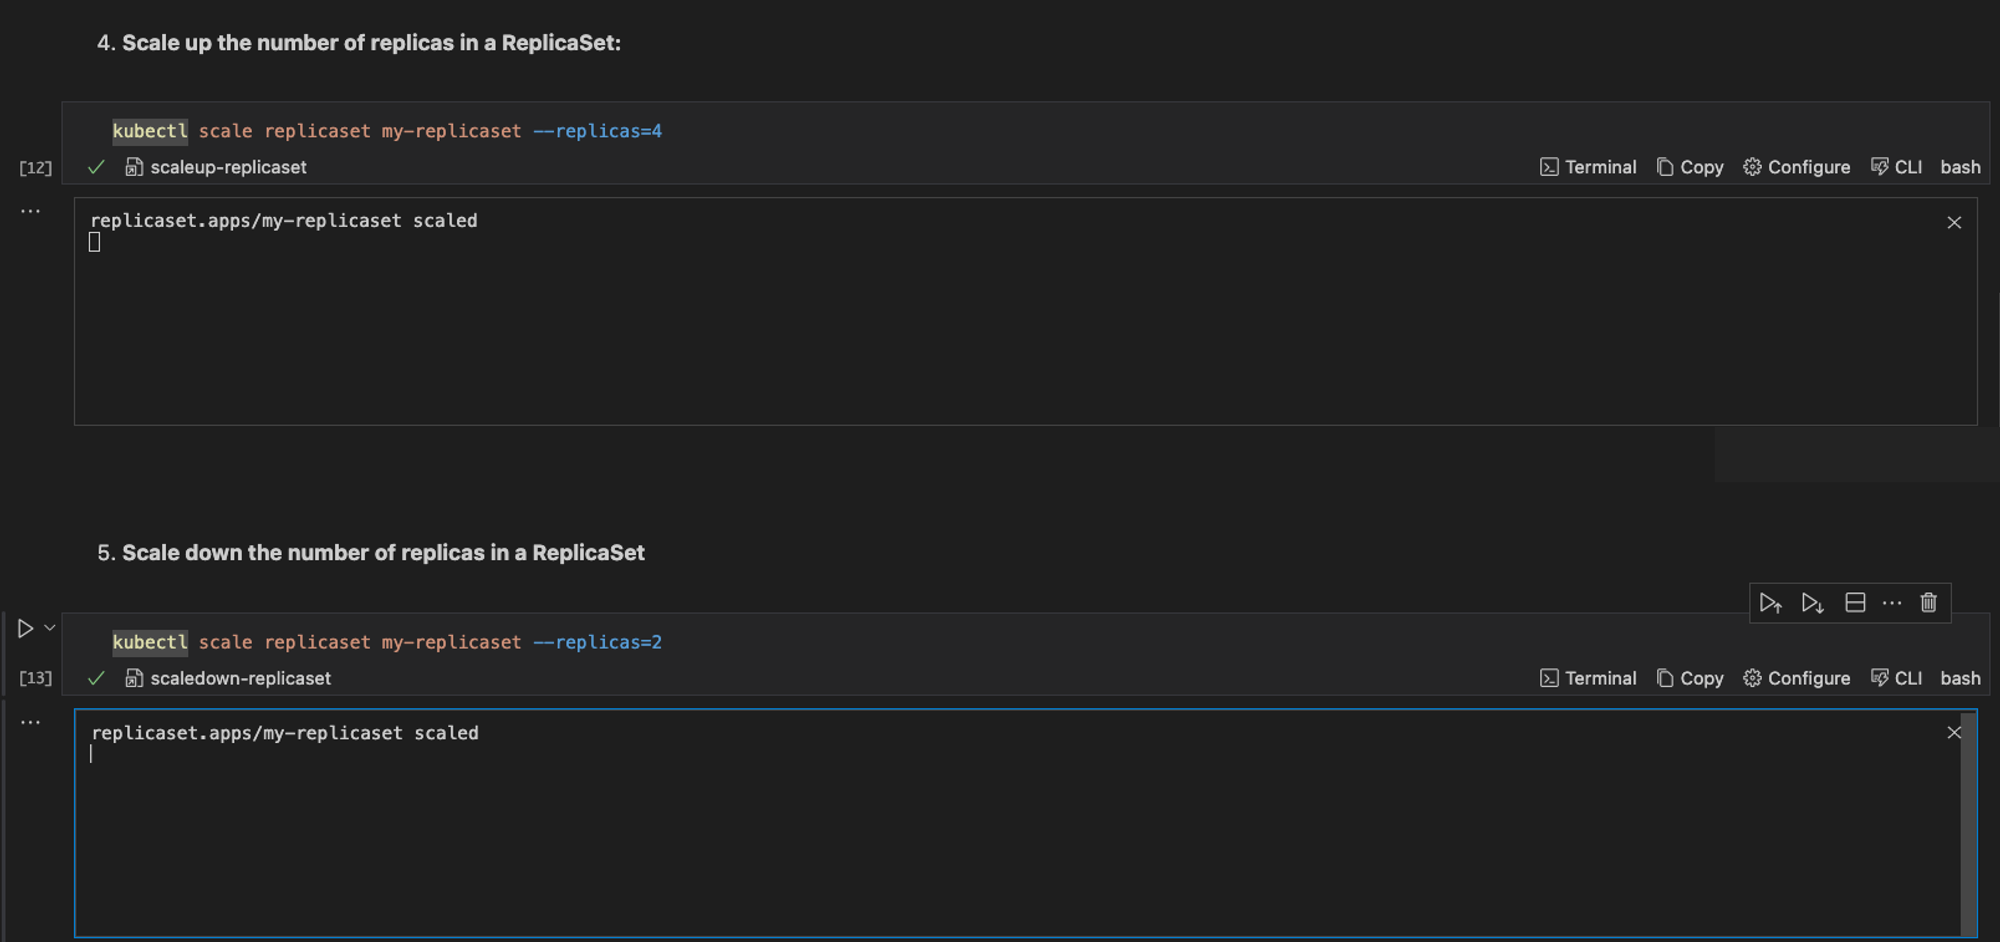 4. Scale up the number of replicas in a ReplicaSet:
kubectl scale replicaset my-replicaset --replicas=4
[12] scaleup-replicaset Terminal Copy Configure CLI bash
...
replicaset.apps/my-replicaset scaled
5. Scale down the number of replicas in a ReplicaSet
kubectl scale replicaset my-replicaset --replicas=2
[13] scaledown-replicaset Terminal Copy Configure CLI bash
...
replicaset.apps/my-replicaset scaled